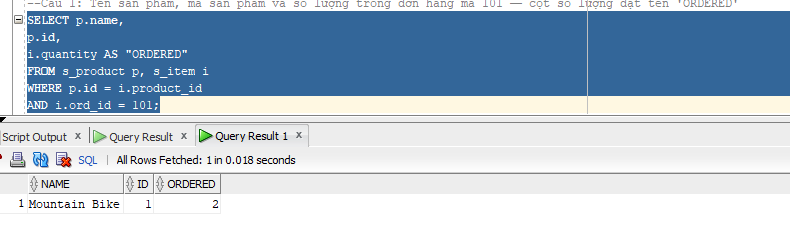 --Câu 1: Tên sản phẩm, mã sản phẩm và số lượng trong đơn hàng mã 101 — cột số lượng đặt tên 'ORDERED'
SELECT p.name,
p.id,
i.quantity AS "ORDERED"
FROM s_product p, s_item i
WHERE p.id = i.product_id
AND i.ord_id = 101;
Script Output x Query Result x Query Result 1 x
SQL | All Rows Fetched: 1 in 0.018 seconds
NAME ID ORDERED
1 Mountain Bike 1 2